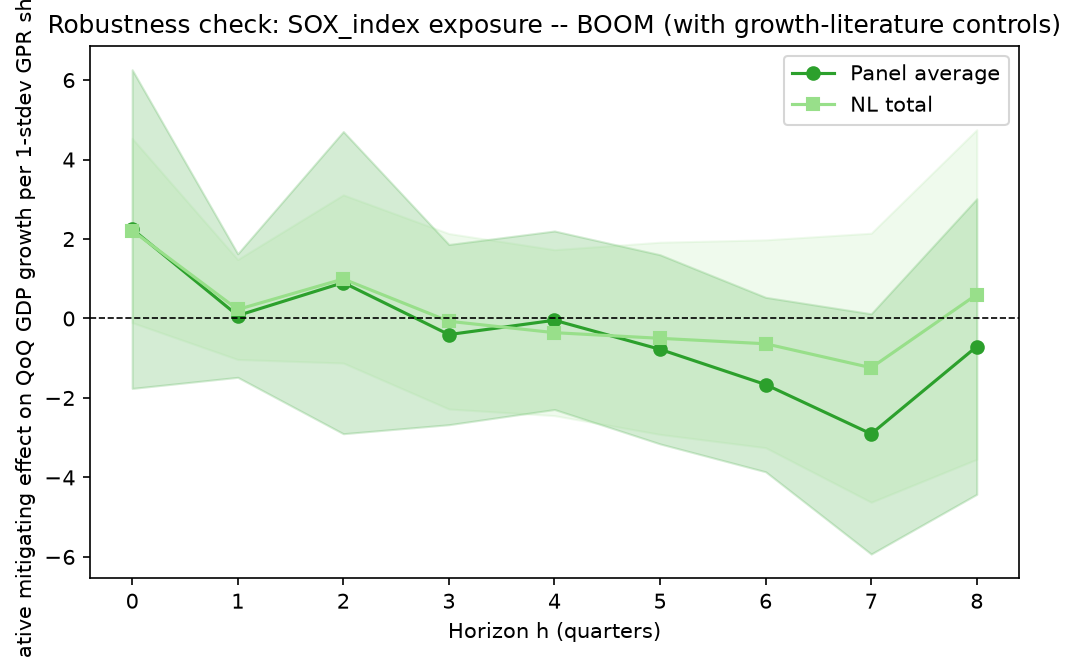 Robustness check: SOX_index exposure -- BOOM (with growth-literature controls)
ative mitigating effect on QoQ GDP growth per 1-stdev GPR sh
Panel average
NL total
6
4
2
0
−2
−4
−6
0 1 2 3 4 5 6 7 8
Horizon h (quarters)